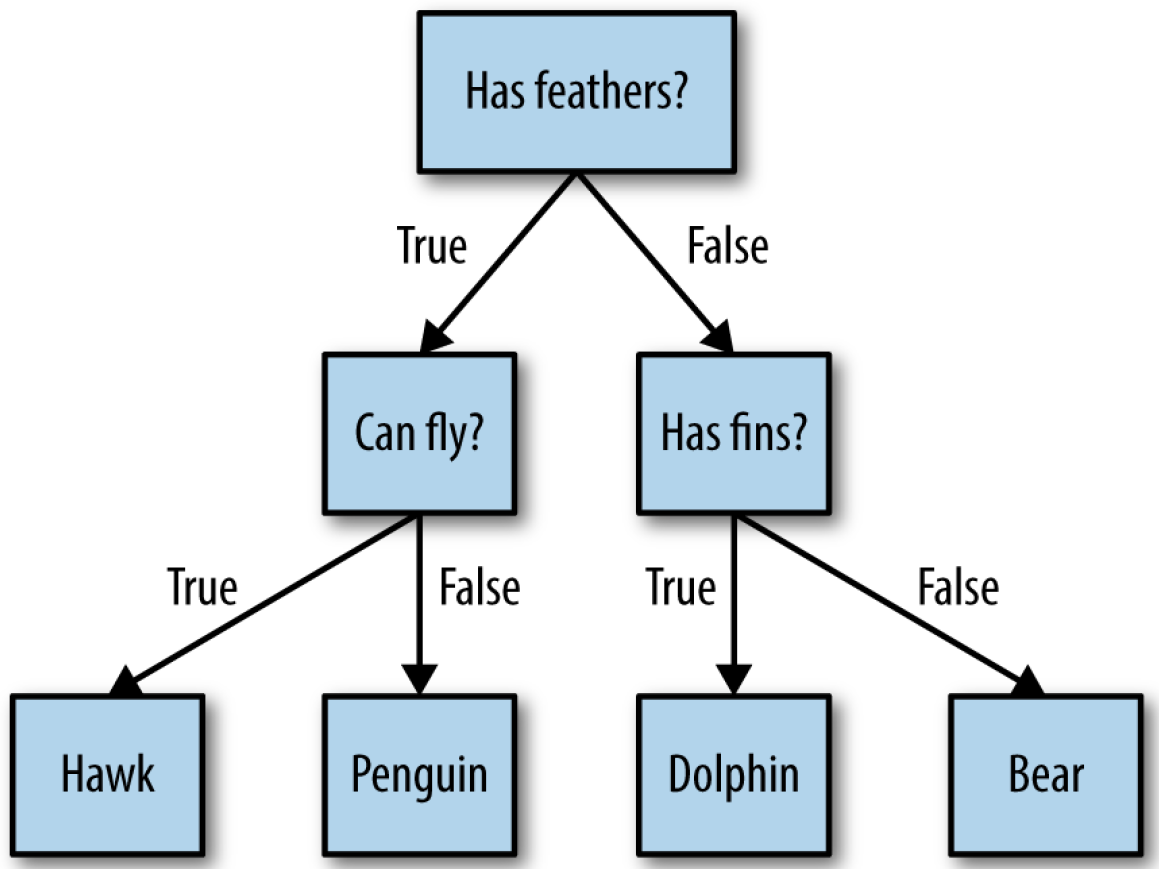 Has feathers?
True
False
Can fly?
Has fins?
True
False
True
False
Hawk
Penguin
Dolphin
Bear